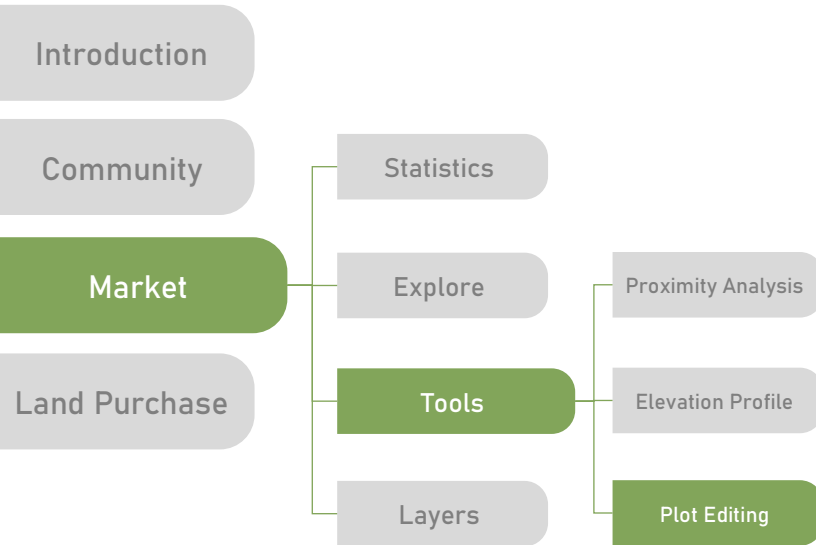 Introduction
Community
Market
Land Purchase
Statistics
Explore
Tools
Layers
Proximity Analysis
Elevation Profile
Plot Editing